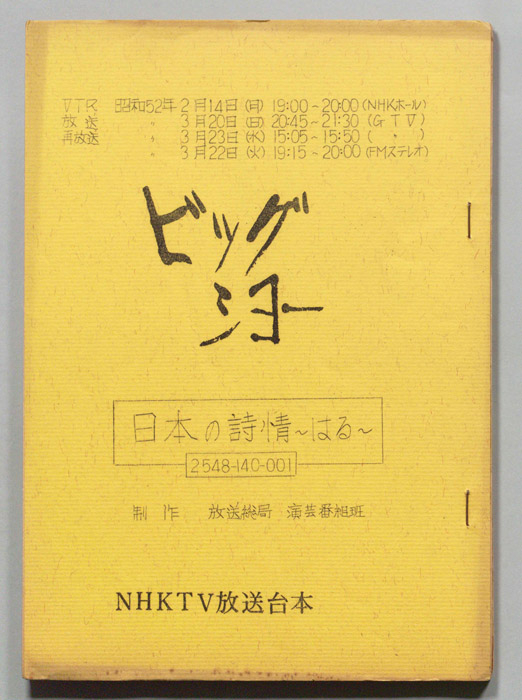 VTR 昭和52年 2月14日(月) 19:00~20:00(NHKホール)
放送 〃 3月20日(日) 20:45~21:30(GTV)
再放送 〃 3月23日(水) 15:05~15:50(〃)
〃 3月22日(火) 19:15~20:00(FMステレオ)
ビッグ
ショー
日本の詩情~はる~
2548-140-001
制作 放送総局 演芸番組班
NHKTV放送台本